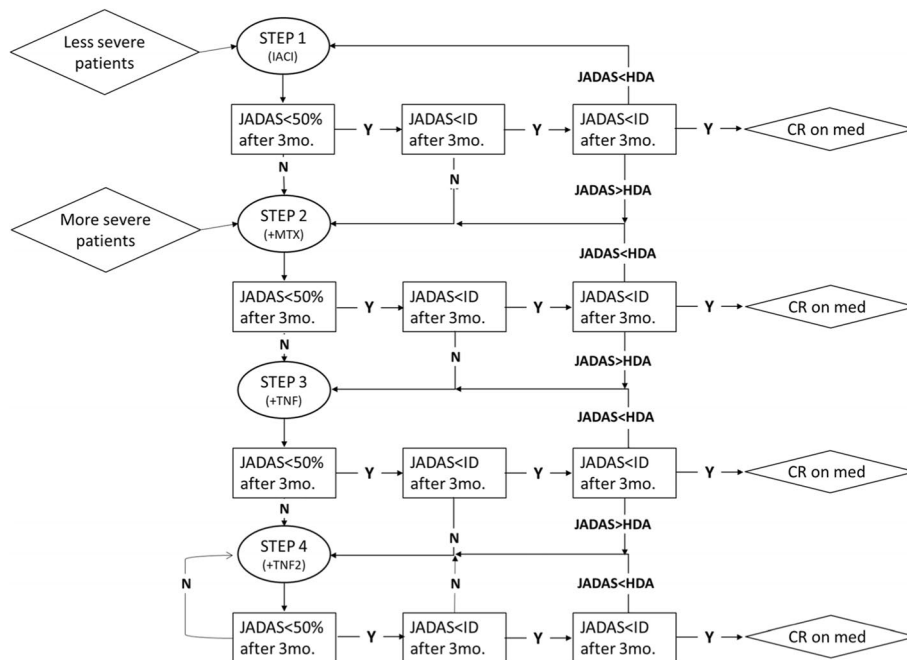 Less severe
patients
STEP 1
(IACI)
JADAS<HDA
JADAS<50%
after 3mo.
Y
JADAS<ID
after 3mo.
Y
JADAS<ID
after 3mo.
Y
CR on med
N
N
JADAS>HDA
More severe
patients
STEP 2
(+MTX)
JADAS<HDA
JADAS<50%
after 3mo.
Y
JADAS<ID
after 3mo.
Y
JADAS<ID
after 3mo.
Y
CR on med
N
N
JADAS>HDA
STEP 3
(+TNF)
JADAS<HDA
JADAS<50%
after 3mo.
Y
JADAS<ID
after 3mo.
Y
JADAS<ID
after 3mo.
Y
CR on med
N
N
JADAS>HDA
STEP 4
(+TNF2)
N
N
JADAS<HDA
JADAS<50%
after 3mo.
Y
JADAS<ID
after 3mo.
Y
JADAS<ID
after 3mo.
Y
CR on med